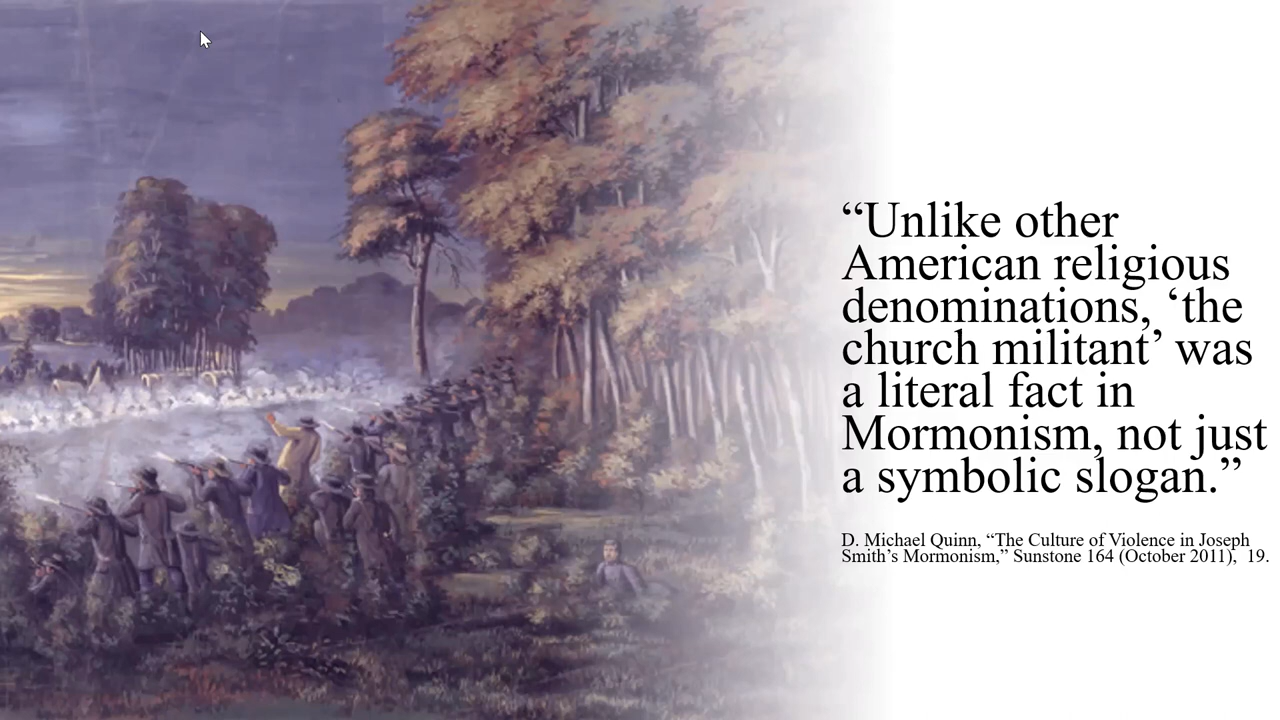 “Unlike other
American religious
denominations, ‘the
church militant’ was
a literal fact in
Mormonism, not just
a symbolic slogan.”
D. Michael Quinn, “The Culture of Violence in Joseph
Smith’s Mormonism,” Sunstone 164 (October 2011),  19.